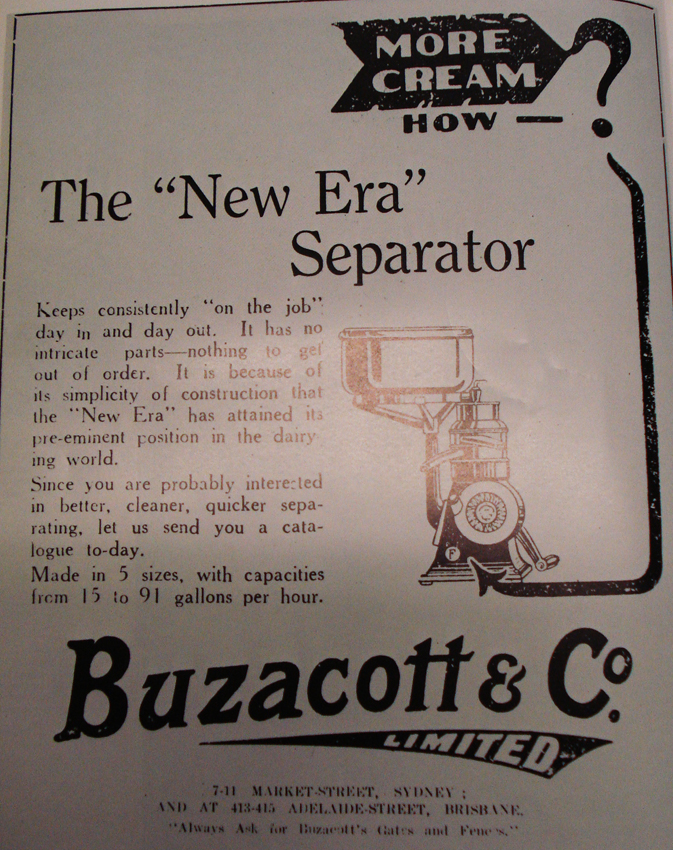 MORE
CREAM
HOW — ?
The “New Era”
Separator
Keeps consistently “on the job”
day in and day out. It has no
intricate parts—nothing to get
out of order. It is because of
its simplicity of construction that
the “New Era” has attained its
pre-eminent position in the dairy-
ing world.
Since you are probably interested
in better, cleaner, quicker sepa-
rating, let us send you a cata-
logue to-day.
Made in 5 sizes, with capacities
from 15 to 91 gallons per hour.
F
Buzacott & Co.
LIMITED
7-11 MARKET-STREET, SYDNEY;
AND AT 413-415 ADELAIDE-STREET, BRISBANE.
“Always Ask for Buzacott's Gates and Fences.”